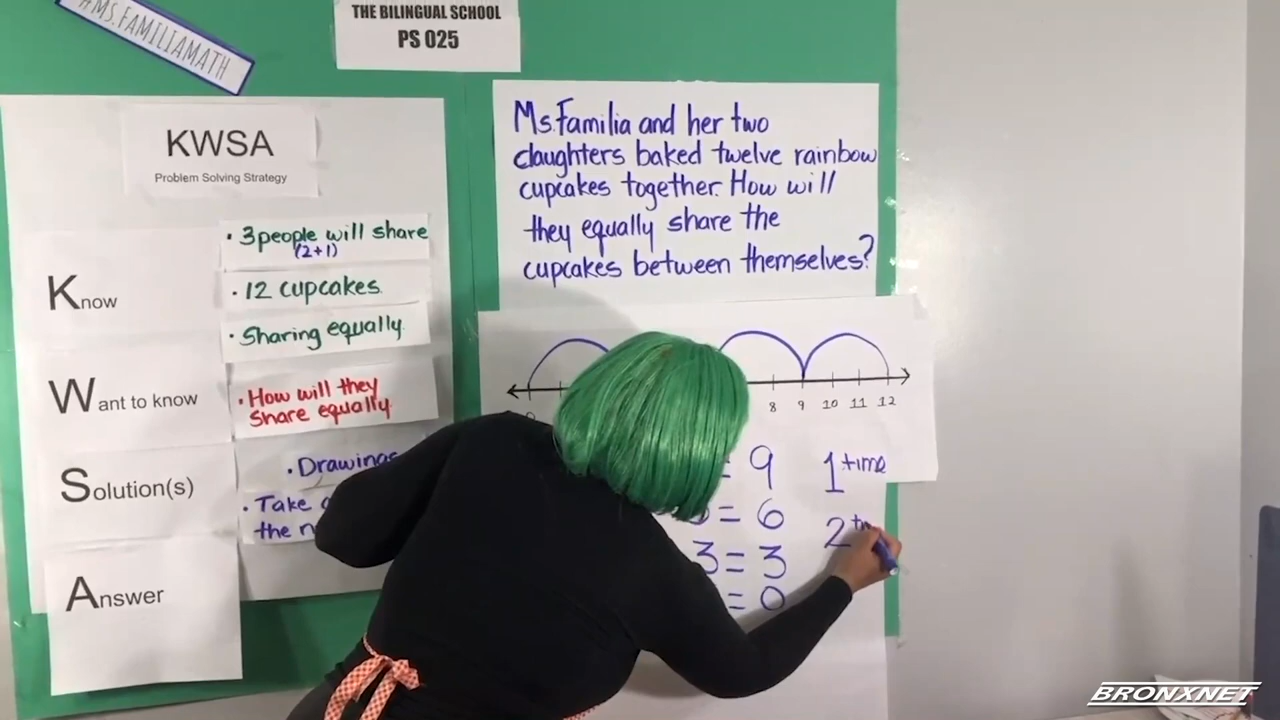 #MS.FAMILIAMATH
THE BILINGUAL SCHOOL
PS 025
KWSA
Problem Solving Strategy
Know
· 3 people will share
(2+1)
· 12 cupcakes
· Sharing equally
Want to know
· How will they
share equally
Solution(s)
· Drawings
· Take
the
Answer
Ms. Familia and her two
daughters baked twelve rainbow
cupcakes together. How will
they equally share the
cupcakes between themselves?
8 9 10 11 12
= 9 1 time
= 6 2
3 = 3
= 0
BRONXNET